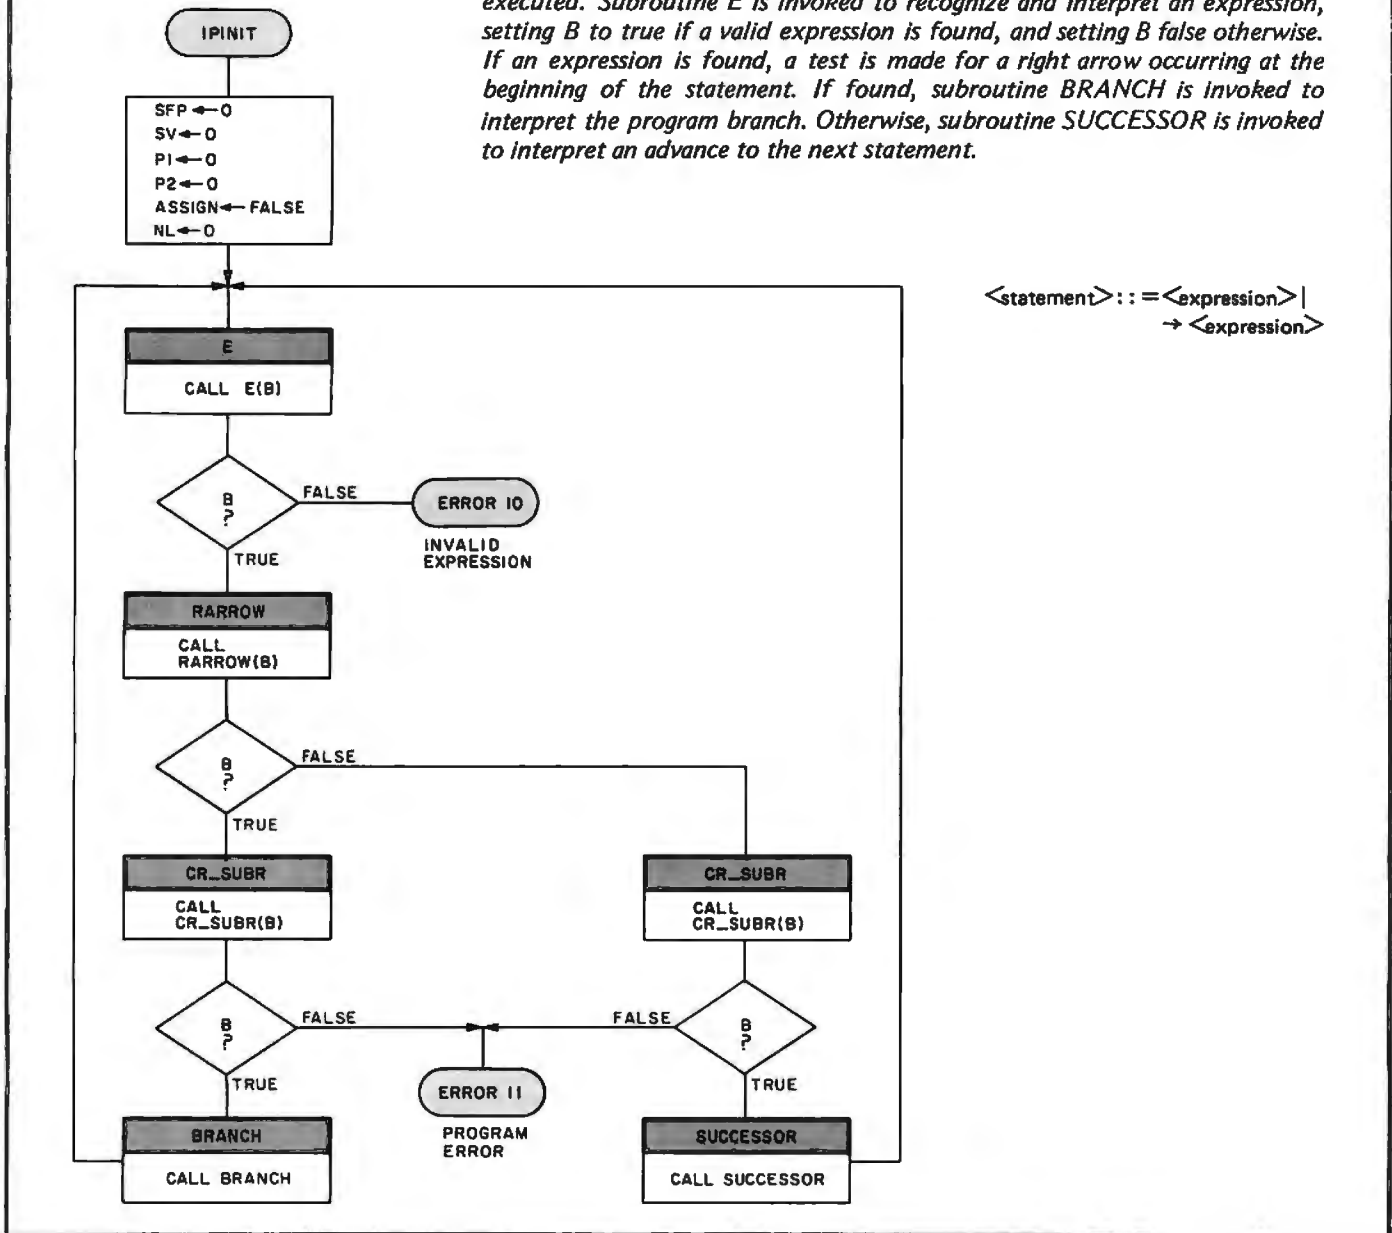 executed. Subroutine E is invoked to recognize and interpret an expression,
setting B to true if a valid expression is found, and setting B false otherwise.
If an expression is found, a test is made for a right arrow occurring at the
beginning of the statement. If found, subroutine BRANCH is invoked to
interpret the program branch. Otherwise, subroutine SUCCESSOR is invoked
to interpret an advance to the next statement.
IPINIT
SFP←0
SV←0
P1←0
P2←0
ASSIGN←FALSE
NL←0
<statement>::=<expression>|
→<expression>
E
CALL E(B)
B
?
FALSE
ERROR 10
INVALID
EXPRESSION
TRUE
RARROW
CALL
RARROW(B)
B
?
FALSE
TRUE
CR_SUBR
CALL
CR_SUBR(B)
CR_SUBR
CALL
CR_SUBR(B)
B
?
FALSE
FALSE
B
?
TRUE
ERROR 11
PROGRAM
ERROR
TRUE
BRANCH
CALL BRANCH
SUCCESSOR
CALL SUCCESSOR